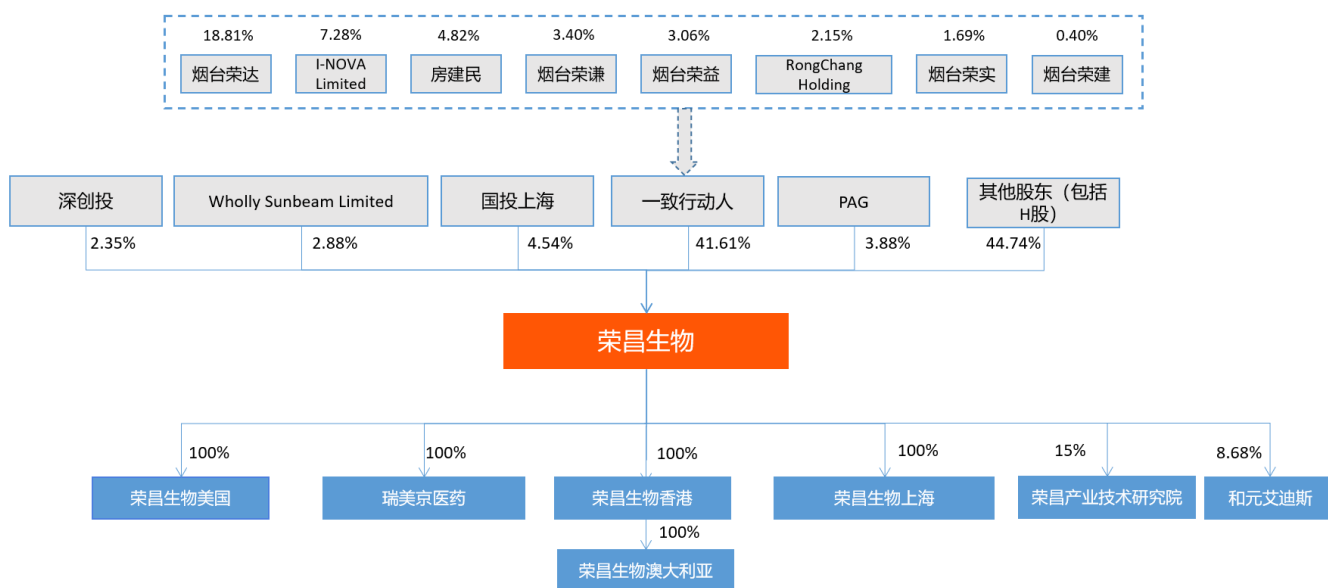 18.81%
7.28%
4.82%
3.40%
3.06%
2.15%
1.69%
0.40%
烟台荣达
I-NOVA
Limited
房建民
烟台荣谦
烟台荣益
RongChang
Holding
烟台荣实
烟台荣建
深创投
Wholly Sunbeam Limited
国投上海
一致行动人
PAG
其他股东（包括
H股）
2.35%
2.88%
4.54%
41.61%
3.88%
44.74%
荣昌生物
100%
100%
100%
100%
15%
8.68%
荣昌生物美国
瑞美京医药
荣昌生物香港
荣昌生物上海
荣昌产业技术研究院
和元艾迪斯
100%
荣昌生物澳大利亚